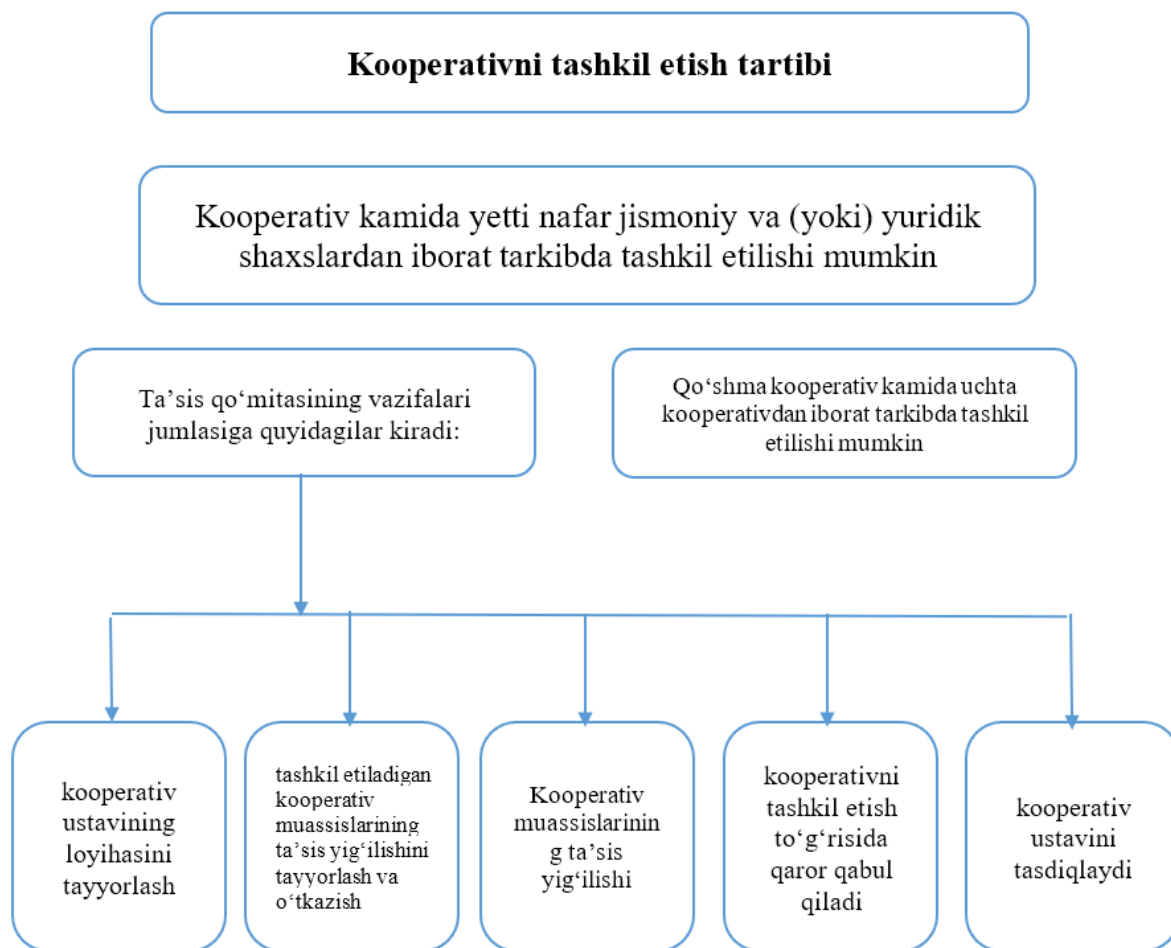 Kooperativni tashkil etish tartibi
Kooperativ kamida yetti nafar jismoniy va (yoki) yuridik
shaxslardan iborat tarkibda tashkil etilishi mumkin
Ta’sis qo‘mitasining vazifalari
jumlasiga quyidagilar kiradi:
Qo‘shma kooperativ kamida uchta
kooperativdan iborat tarkibda tashkil
etilishi mumkin
kooperativ
ustavining
loyihasini
tayyorlash
tashkil etiladigan
kooperativ
muassislarining
ta’sis yig‘ilishini
tayyorlash va
o‘tkazish
Kooperativ
muassislarinin
g ta’sis
yig‘ilishi
kooperativni
tashkil etish
to‘g‘risida
qaror qabul
qiladi
kooperativ
ustavini
tasdiqlaydi